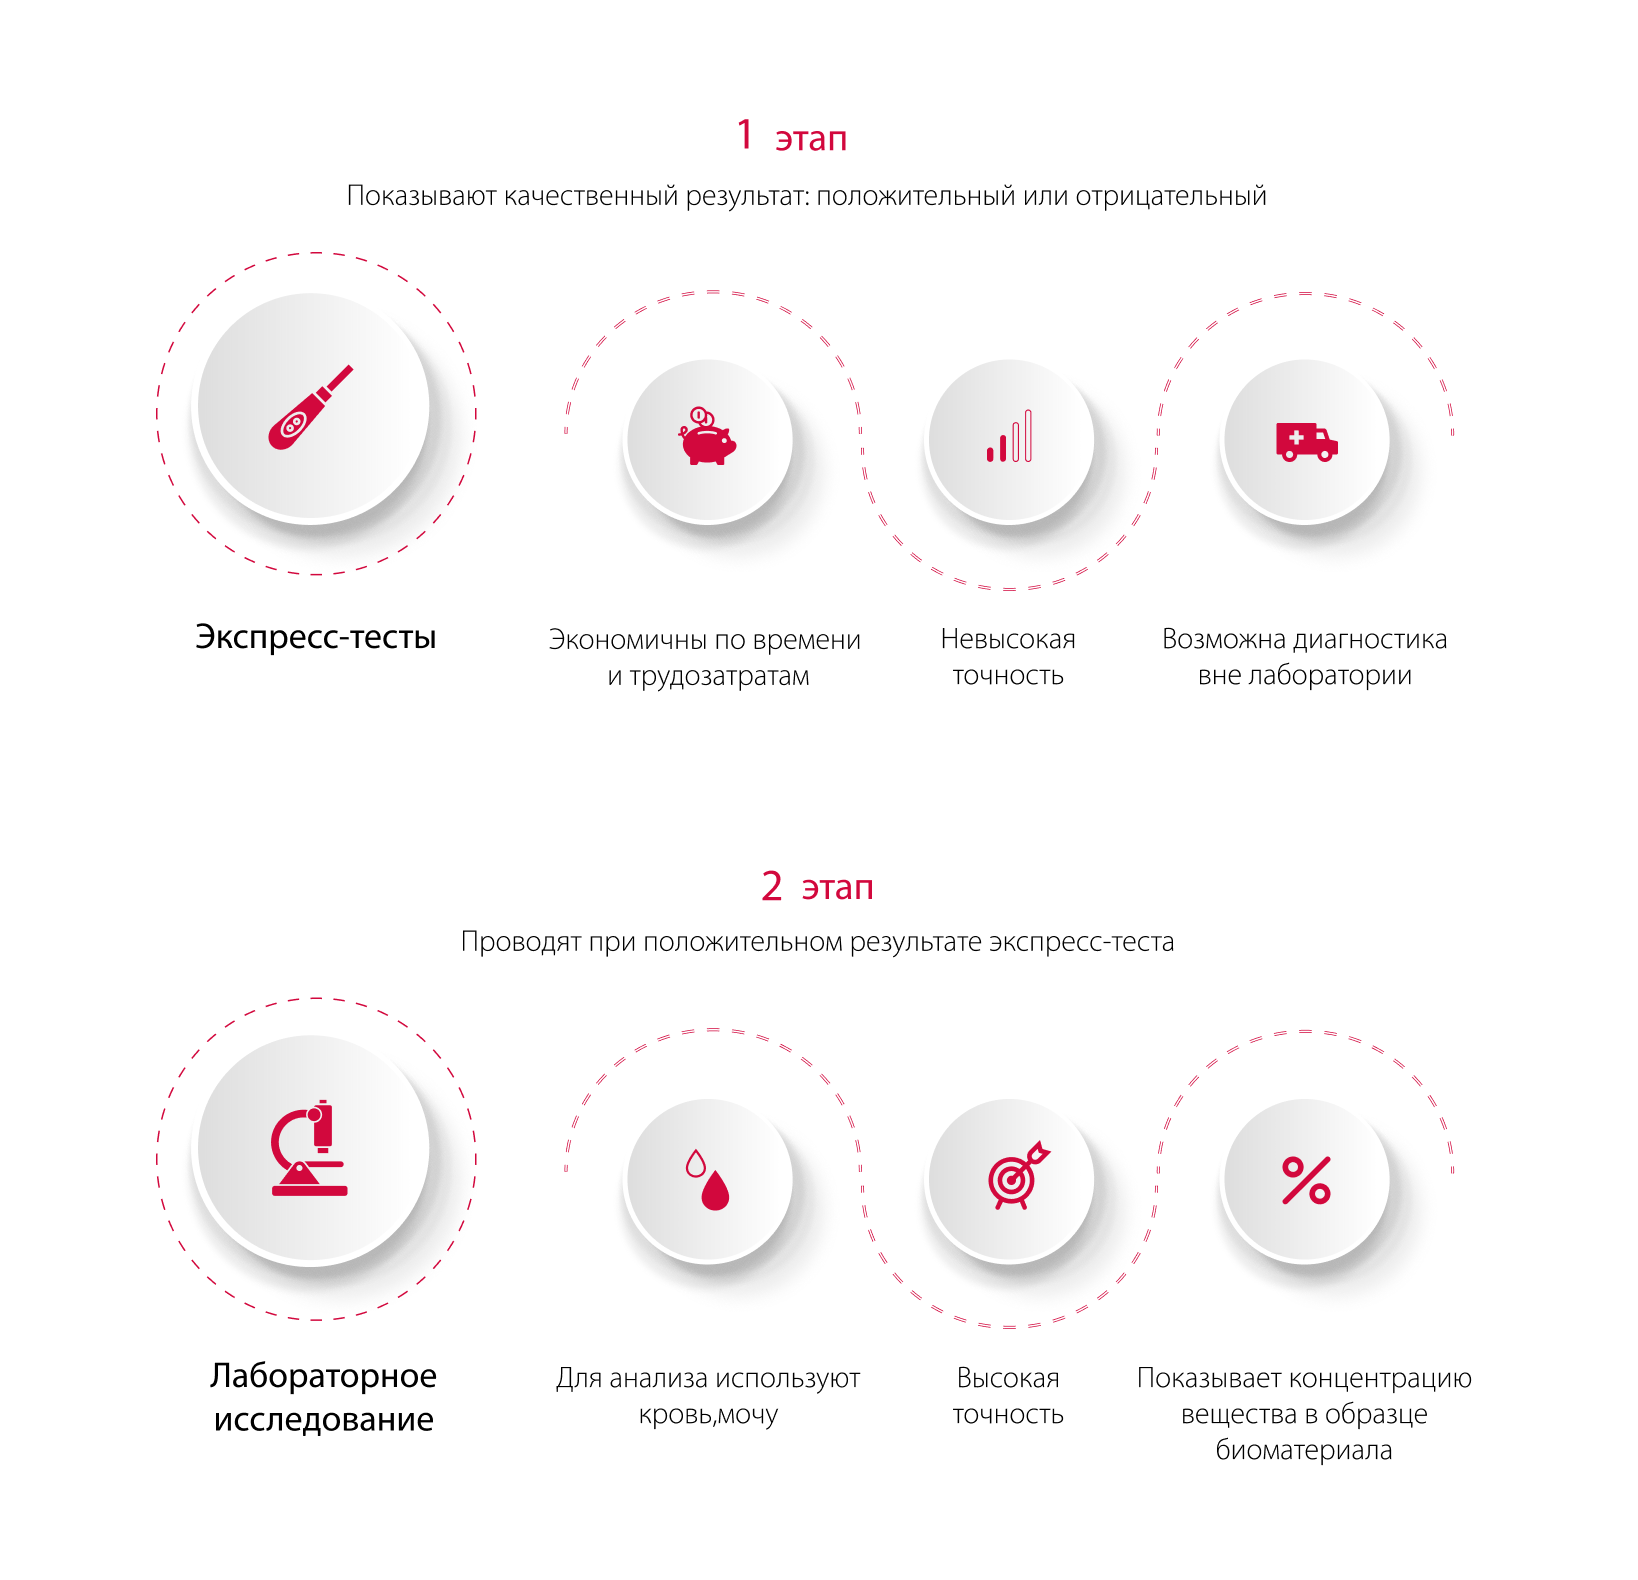 1 этап
Показывают качественный результат: положительный или отрицательный
Экспресс-тесты
Экономичны по времени
и трудозатратам
Невысокая
точность
Возможна диагностика
вне лаборатории
2 этап
Проводят при положительном результате экспресс-теста
Лабораторное
исследование
Для анализа используют
кровь,мочу
Высокая
точность
Показывает концентрацию
вещества в образце
биоматериала